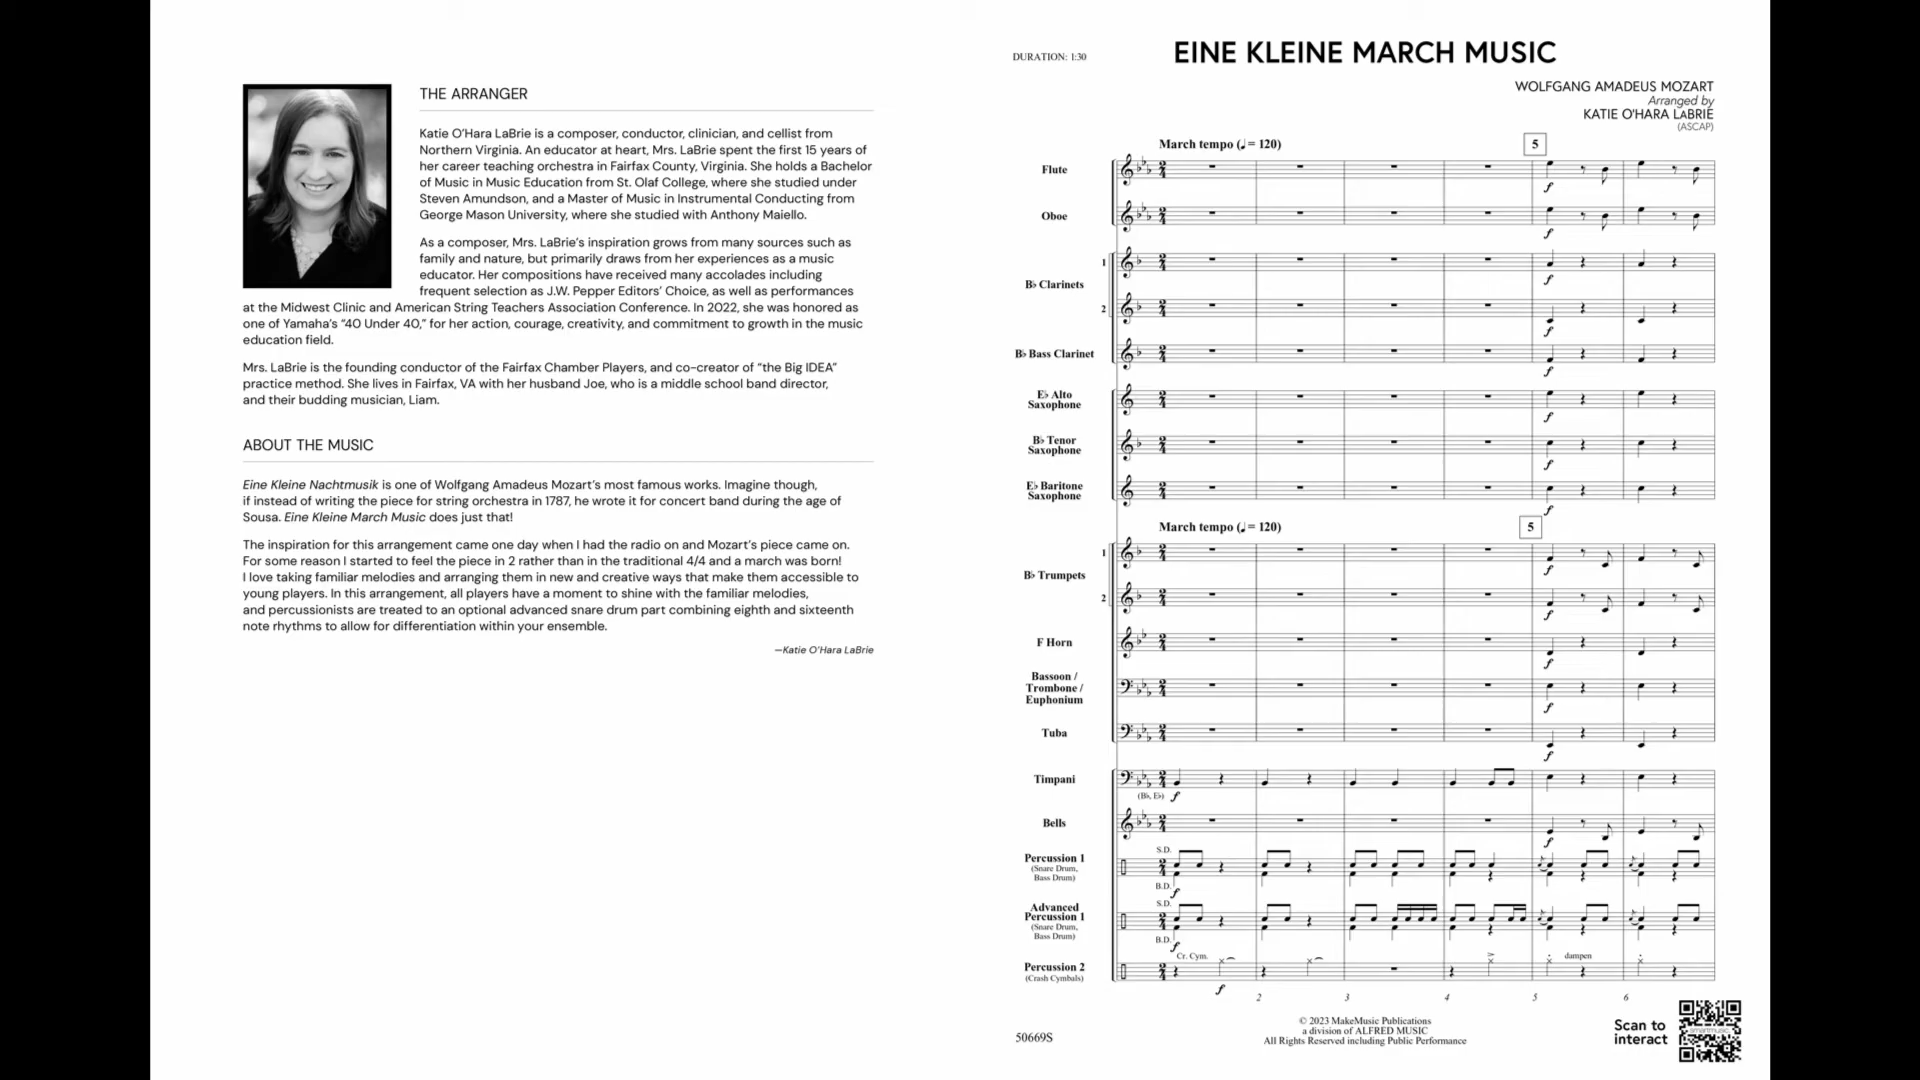 THE ARRANGER
Katie O'Hara LaBrie is a composer, conductor, clinician, and cellist from
Northern Virginia. An educator at heart, Mrs. LaBrie spent the first 15 years of
her career teaching orchestra in Fairfax County, Virginia. She holds a Bachelor
of Music in Music Education from St. Olaf College, where she studied under
Steven Amundson, and a Master of Music in Instrumental Conducting from
George Mason University, where she studied with Anthony Maiello.
As a composer, Mrs. LaBrie's inspiration grows from many sources such as
family and nature, but primarily draws from her experiences as a music
educator. Her compositions have received many accolades including
frequent selection as J.W. Pepper Editors' Choice, as well as performances
at the Midwest Clinic and American String Teachers Association Conference. In 2022, she was honored as
one of Yamaha's "40 Under 40," for her action, courage, creativity, and commitment to growth in the music
education field.
Mrs. LaBrie is the founding conductor of the Fairfax Chamber Players, and co-creator of "the Big IDEA"
practice method. She lives in Fairfax, VA with her husband Joe, who is a middle school band director,
and their budding musician, Liam.
ABOUT THE MUSIC
Eine Kleine Nachtmusik is one of Wolfgang Amadeus Mozart's most famous works. Imagine though,
if instead of writing the piece for string orchestra in 1787, he wrote it for concert band during the age of
Sousa. Eine Kleine March Music does just that!
The inspiration for this arrangement came one day when I had the radio on and Mozart's piece came on.
For some reason I started to feel the piece in 2 rather than in the traditional 4/4 and a march was born!
I love taking familiar melodies and arranging them in new and creative ways that make them accessible to
young players. In this arrangement, all players have a moment to shine with the familiar melodies,
and percussionists are treated to an optional advanced snare drum part combining eighth and sixteenth
note rhythms to allow for differentiation within your ensemble.
—Katie O'Hara LaBrie
DURATION: 1:30
EINE KLEINE MARCH MUSIC
WOLFGANG AMADEUS MOZART
Arranged by
KATIE O'HARA LaBRIE
(ASCAP)
March tempo (♩ = 120)
5
Flute
f
Oboe
f
1
B♭ Clarinets
f
2
f
B♭ Bass Clarinet
f
E♭ Alto
Saxophone
f
B♭ Tenor
Saxophone
f
E♭ Baritone
Saxophone
f
March tempo (♩ = 120)
5
1
B♭ Trumpets
f
2
f
F Horn
f
Bassoon /
Trombone /
Euphonium
f
Tuba
f
Timpani
(B♭, E♭) f
Bells
f
S.D.
Percussion 1
(Snare Drum,
Bass Drum)
B.D. f
S.D.
Advanced
Percussion 1
(Snare Drum,
Bass Drum)
B.D. f
Cr. Cym.
dampen
Percussion 2
(Crash Cymbals)
f
2 3 4 5 6
© 2023 MakeMusic Publications
a division of ALFRED MUSIC
All Rights Reserved including Public Performance
50669S
Scan to
interact
smartmusic